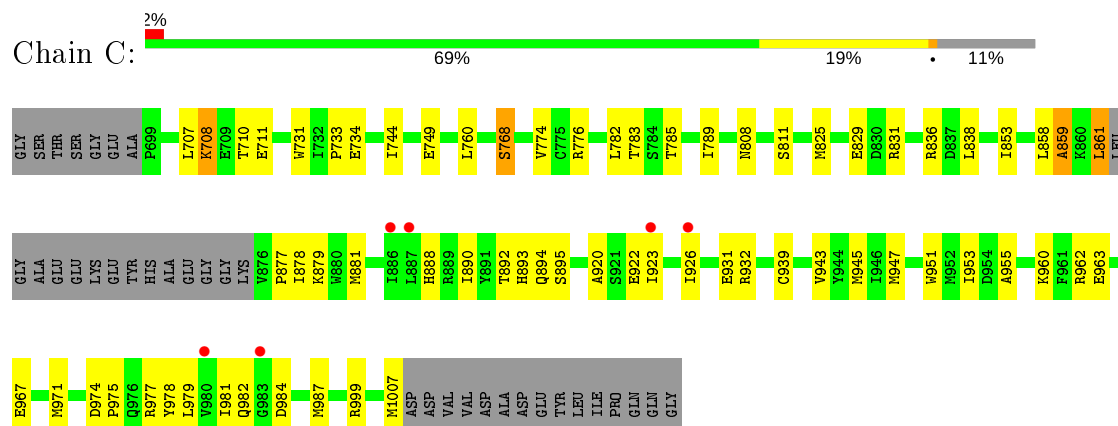 2%
Chain C:
69% 19% • 11%
GLY SER THR SER GLY GLU ALA P699 L707 K708 E709 T710 E711 W731 I732 P733 E734 I744 E749 L760 S768 V774 C775 R776 L782 T783 S784 T785 I789 N808 S811 M825 E829 D830 R831 R836 D837 L838 I853 L858 A859 K860 L861 LEU
GLY ALA GLU GLU LYS GLU TYR HIS ALA GLU GLY GLY LYS V876 P877 I878 K879 W880 M881 I886 L887 H888 R889 I890 Y891 T892 H893 Q894 S895 A920 S921 E922 I923 I926 E931 R932 C939 V943 Y944 M945 I946 M947 W951 M952 I953 D954 A955 K960 F961 R962 E963
E967 M971 D974 P975 Q976 R977 Y978 L979 V980 I981 Q982 G983 D984 M987 R999 M1007 ASP ASP VAL VAL ASP ALA ASP GLU TYR LEU ILE PRO GLN GLN GLY